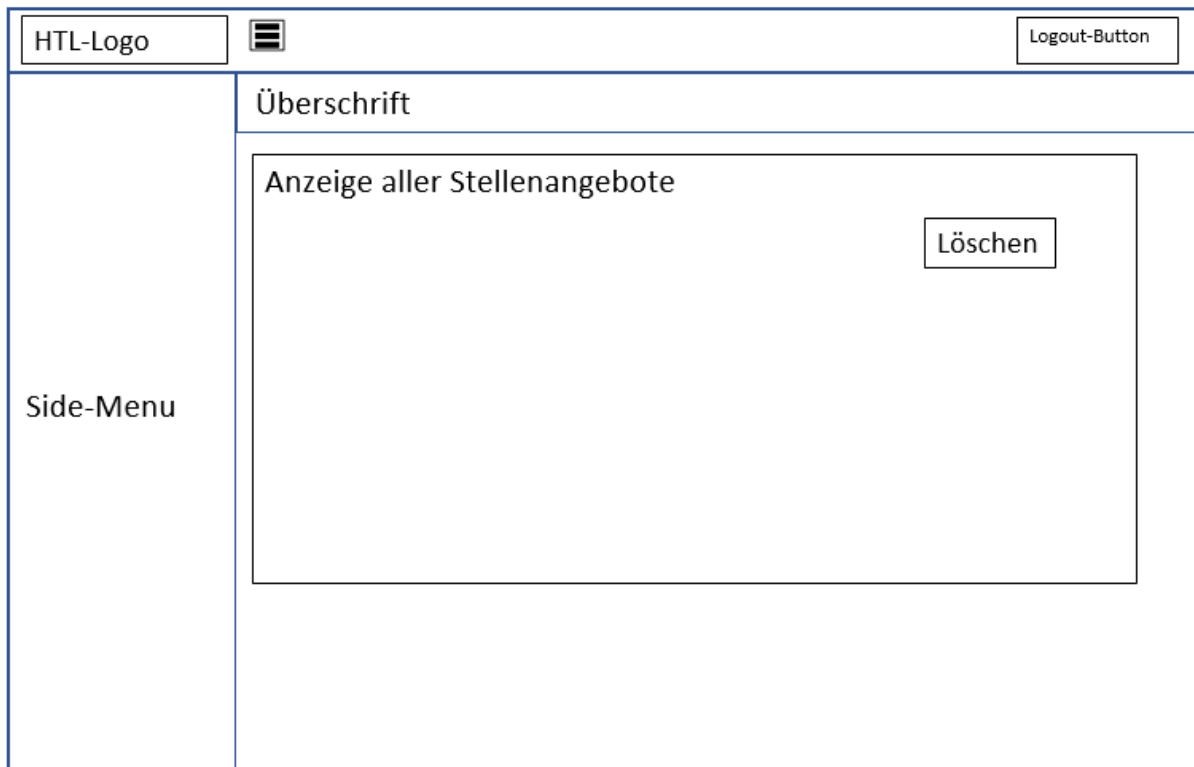 HTL-Logo
Logout-Button
Überschrift
Anzeige aller Stellenangebote
Löschen
Side-Menu